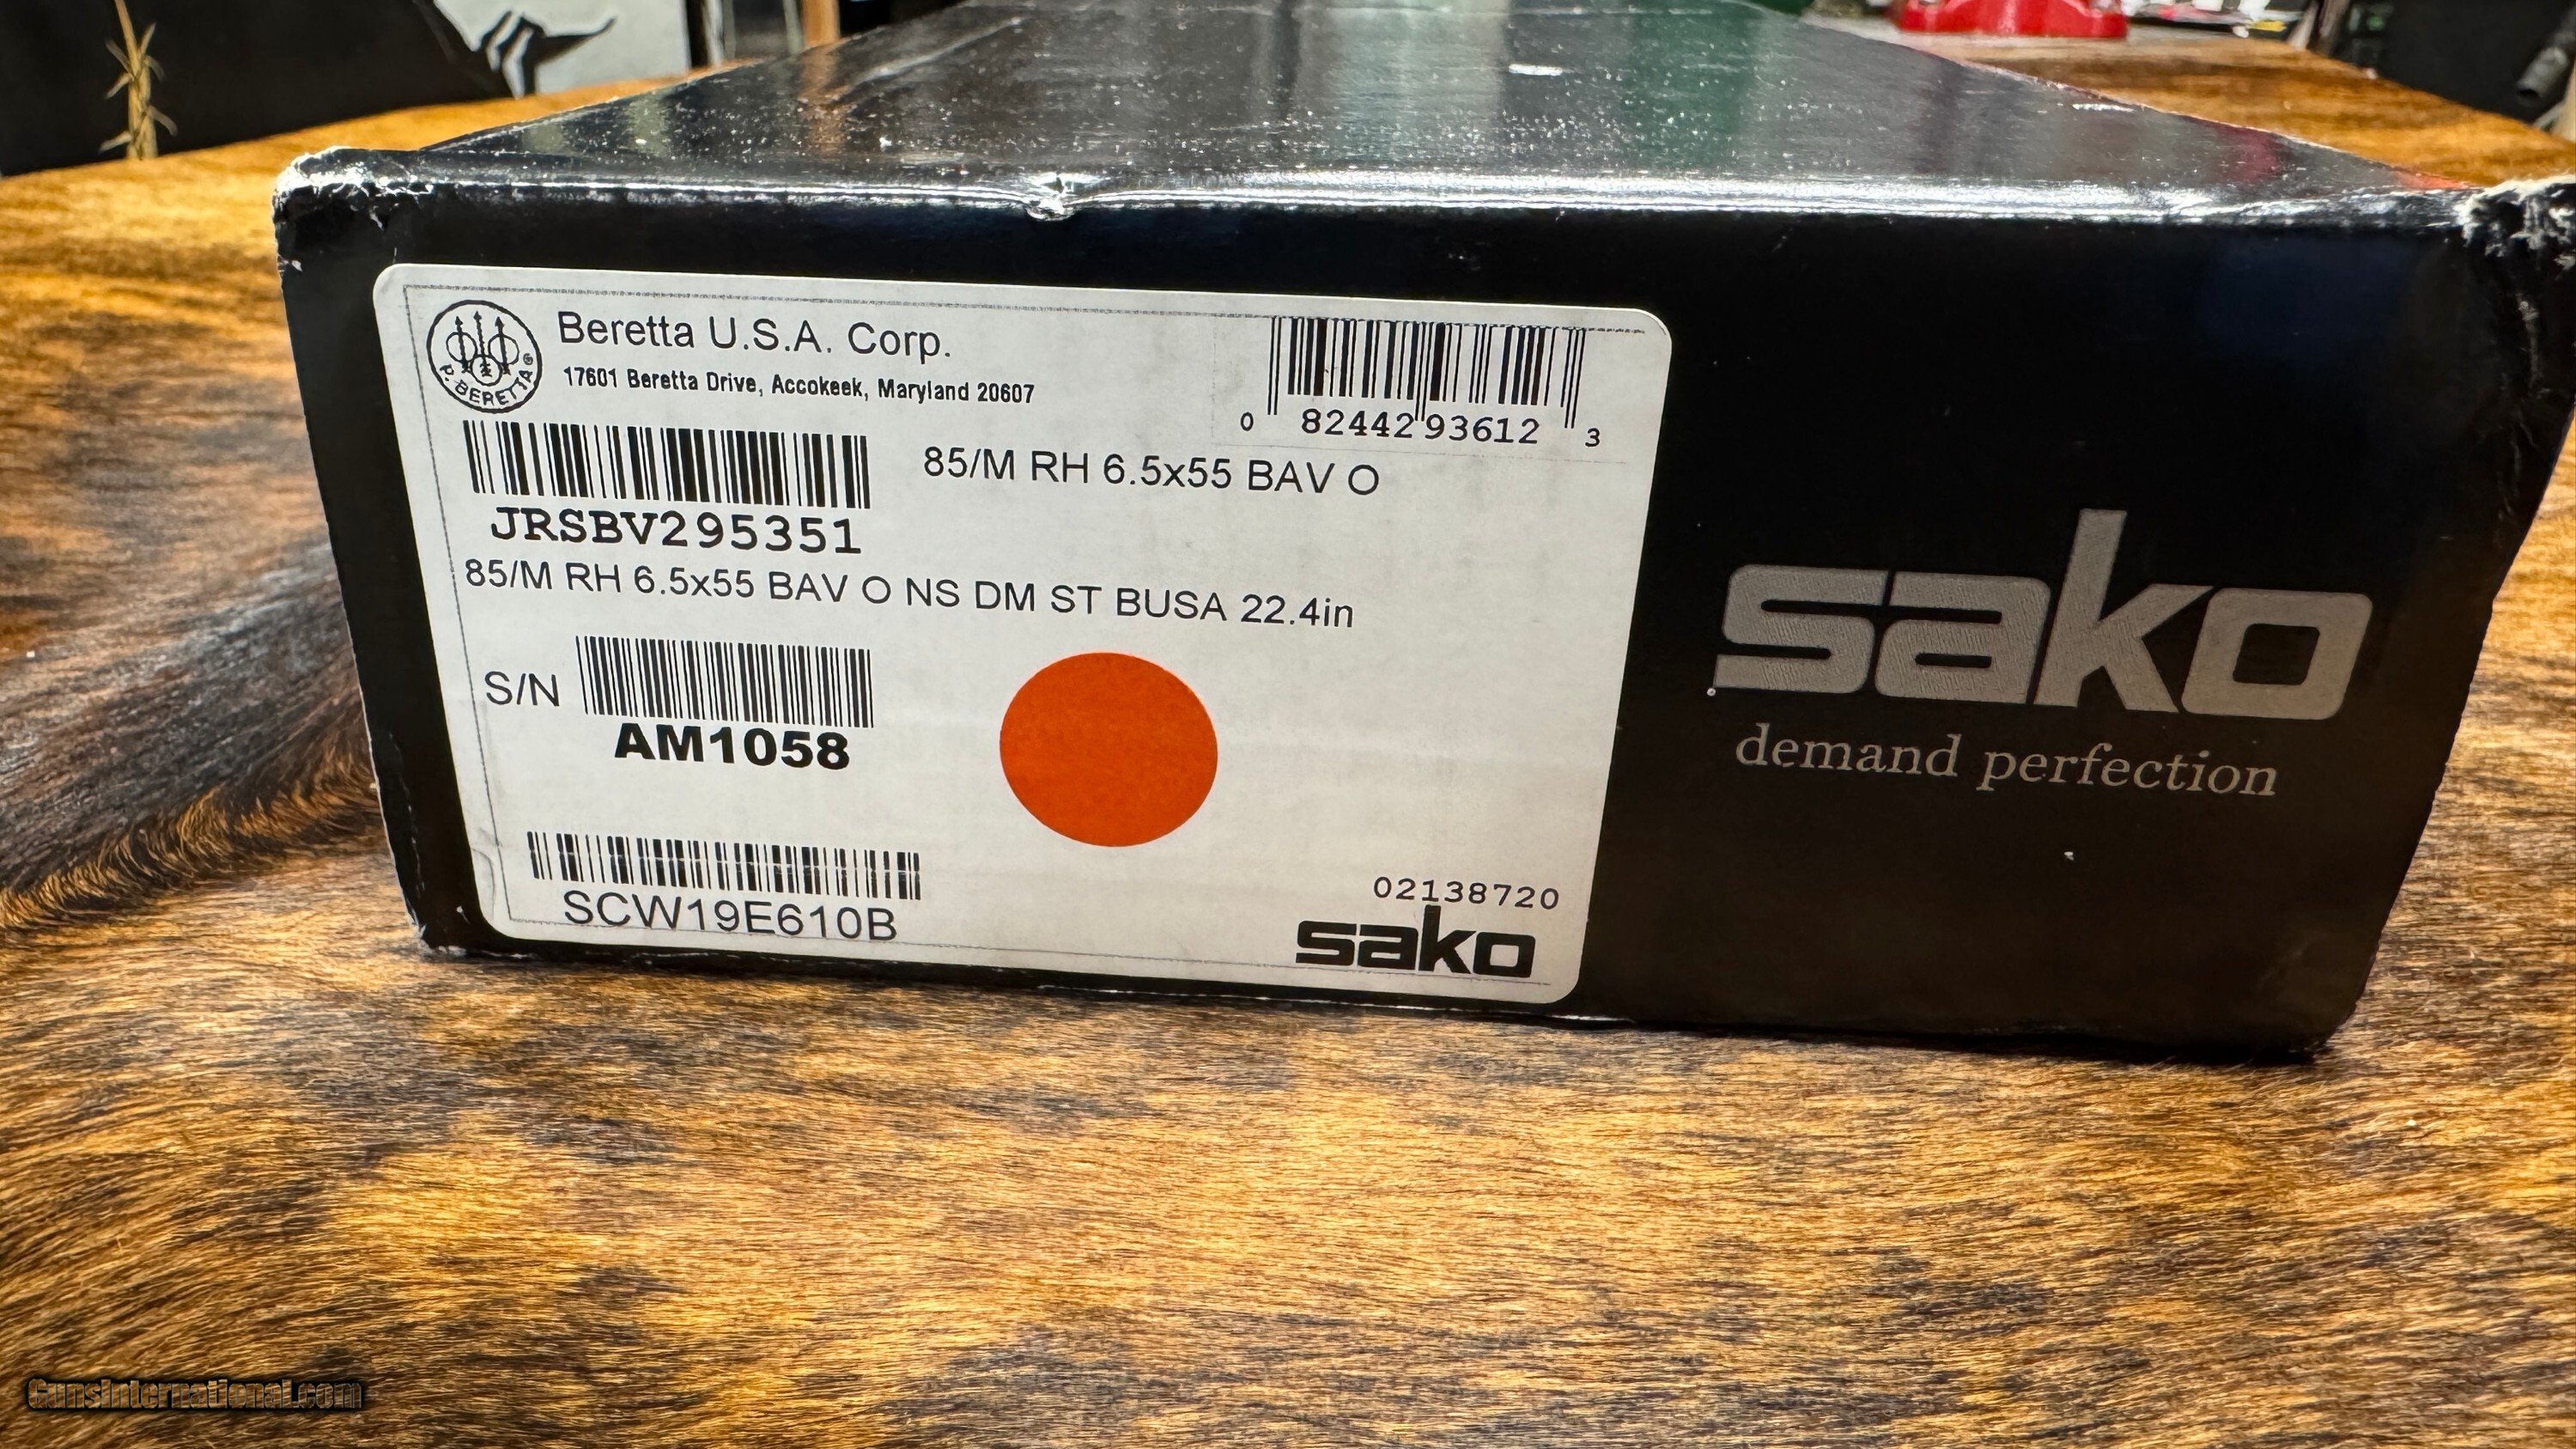 Beretta U.S.A. Corp.
17601 Beretta Drive, Accokeek, Maryland 20607
P. BERETTA
0 82442 93612 3
85/M RH 6.5x55 BAV O
JRSBV295351
85/M RH 6.5x55 BAV O NS DM ST BUSA 22.4in
S/N
AM1058
SCW19E610B
02138720
sako
sako
demand perfection
GunsInternational.com